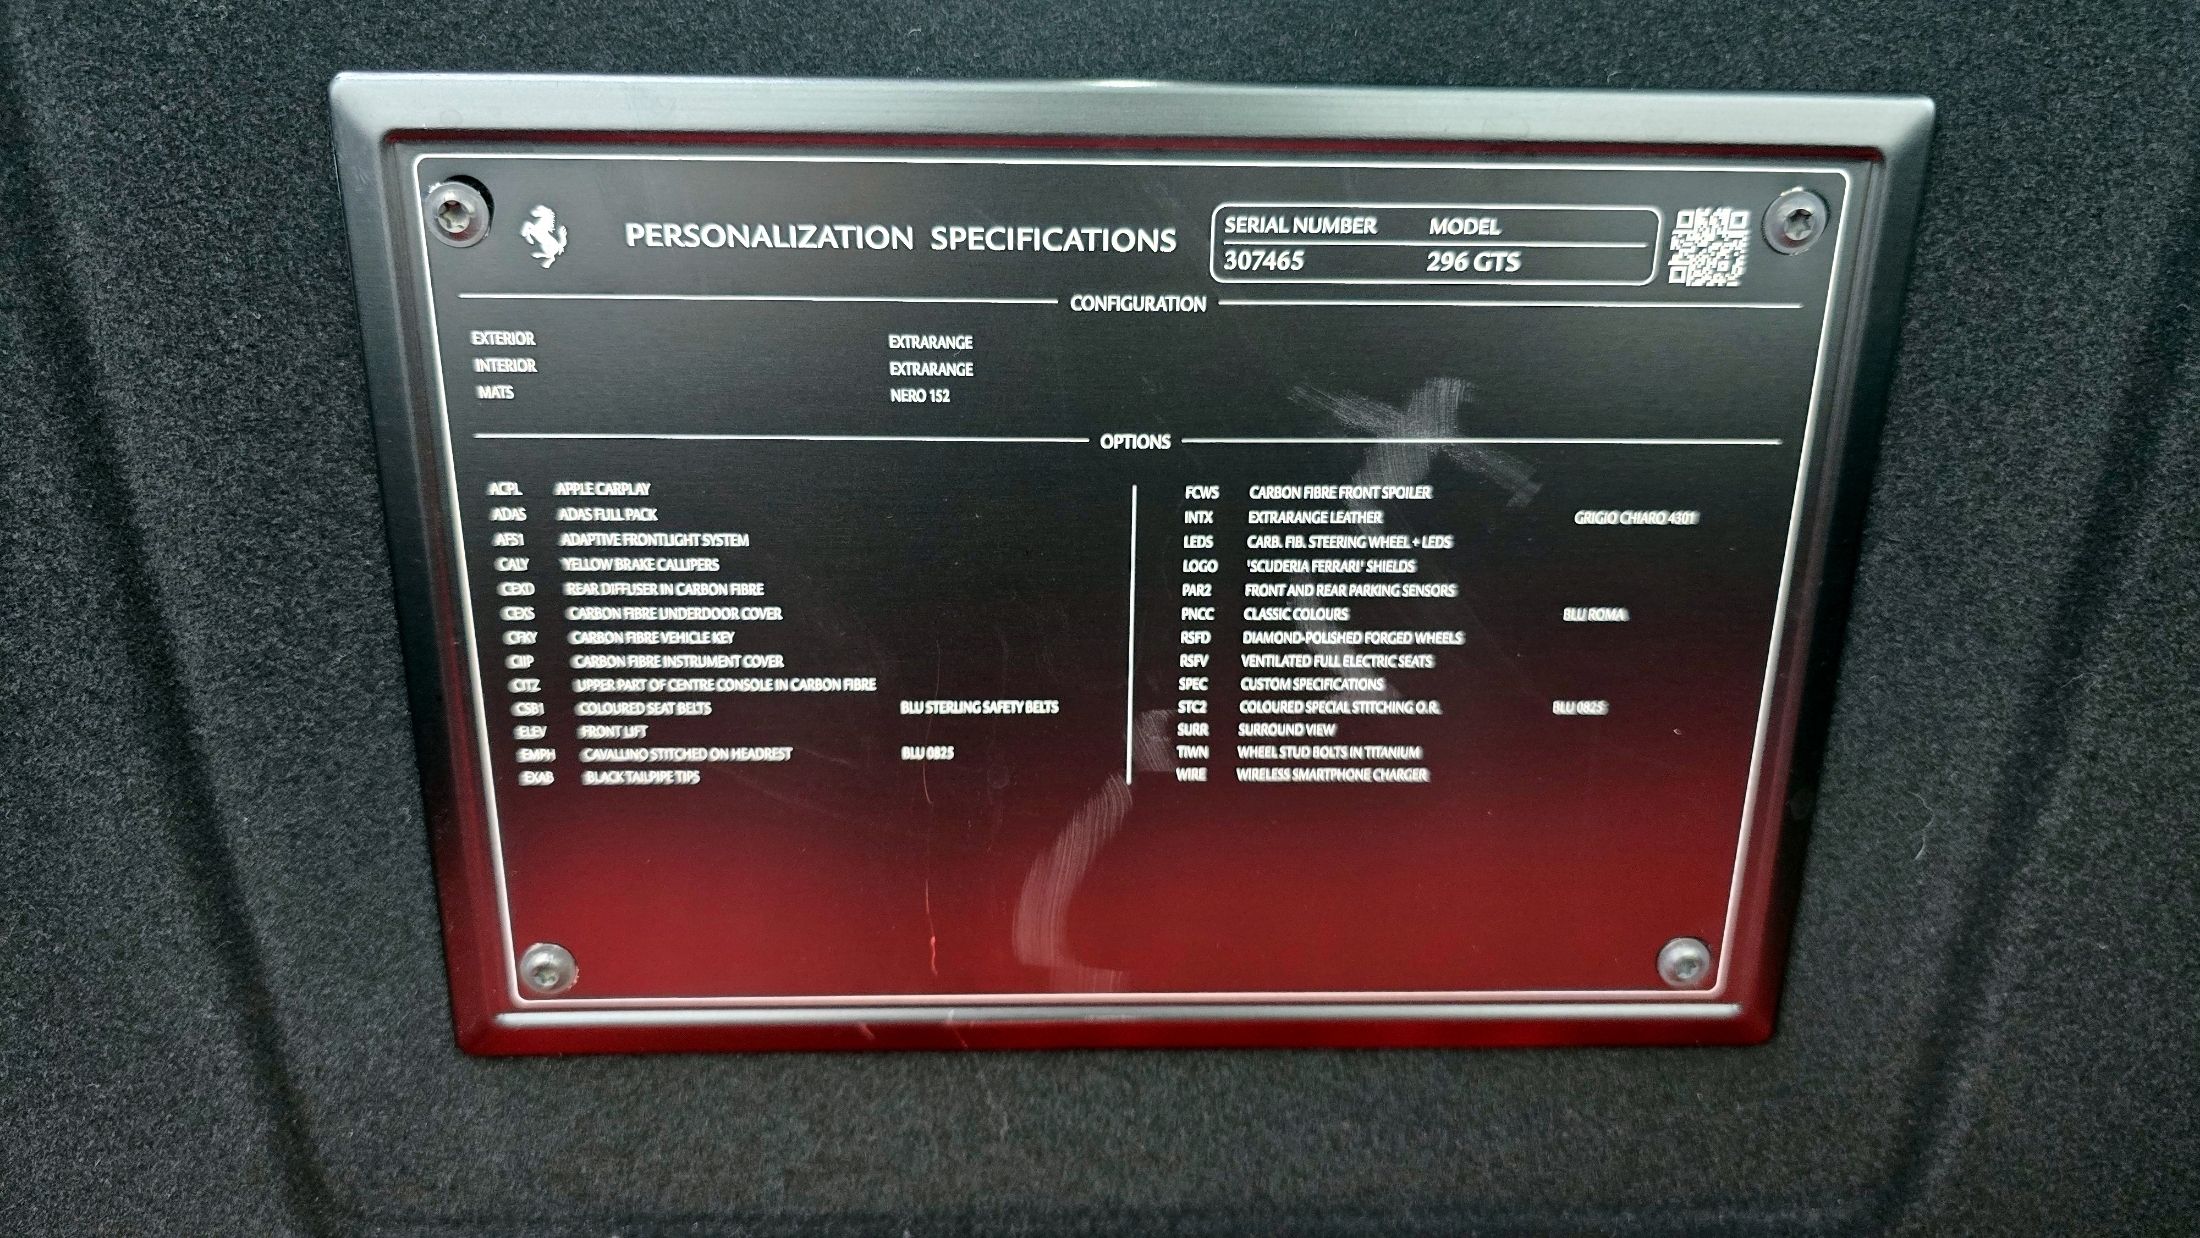 PERSONALIZATION SPECIFICATIONS
SERIAL NUMBER MODEL
307465 296 GTS
CONFIGURATION
EXTERIOR EXTRARANGE
INTERIOR EXTRARANGE
MATS NERO 152
OPTIONS
ACPL APPLE CARPLAY
ADAS ADAS FULL PACK
AFS1 ADAPTIVE FRONTLIGHT SYSTEM
CALY YELLOW BRAKE CALLIPERS
CEXD REAR DIFFUSER IN CARBON FIBRE
CEXS CARBON FIBRE UNDERDOOR COVER
CFKY CARBON FIBRE VEHICLE KEY
CIIP CARBON FIBRE INSTRUMENT COVER
CITZ UPPER PART OF CENTRE CONSOLE IN CARBON FIBRE
CSB1 COLOURED SEAT BELTS BLU STERLING SAFETY BELTS
ELEV FRONT LIFT
EMPH CAVALLINO STITCHED ON HEADREST BLU 0825
EXAB BLACK TAILPIPE TIPS
FCWS CARBON FIBRE FRONT SPOILER
INTX EXTRARANGE LEATHER GRIGIO CHIARO 4301
LEDS CARB. FIB. STEERING WHEEL + LEDS
LOGO 'SCUDERIA FERRARI' SHIELDS
PAR2 FRONT AND REAR PARKING SENSORS
PNCC CLASSIC COLOURS BLU ROMA
RSFD DIAMOND-POLISHED FORGED WHEELS
RSFV VENTILATED FULL ELECTRIC SEATS
SPEC CUSTOM SPECIFICATIONS
STC2 COLOURED SPECIAL STITCHING O.R. BLU 0825
SURR SURROUND VIEW
TIWN WHEEL STUD BOLTS IN TITANIUM
WIRE WIRELESS SMARTPHONE CHARGER